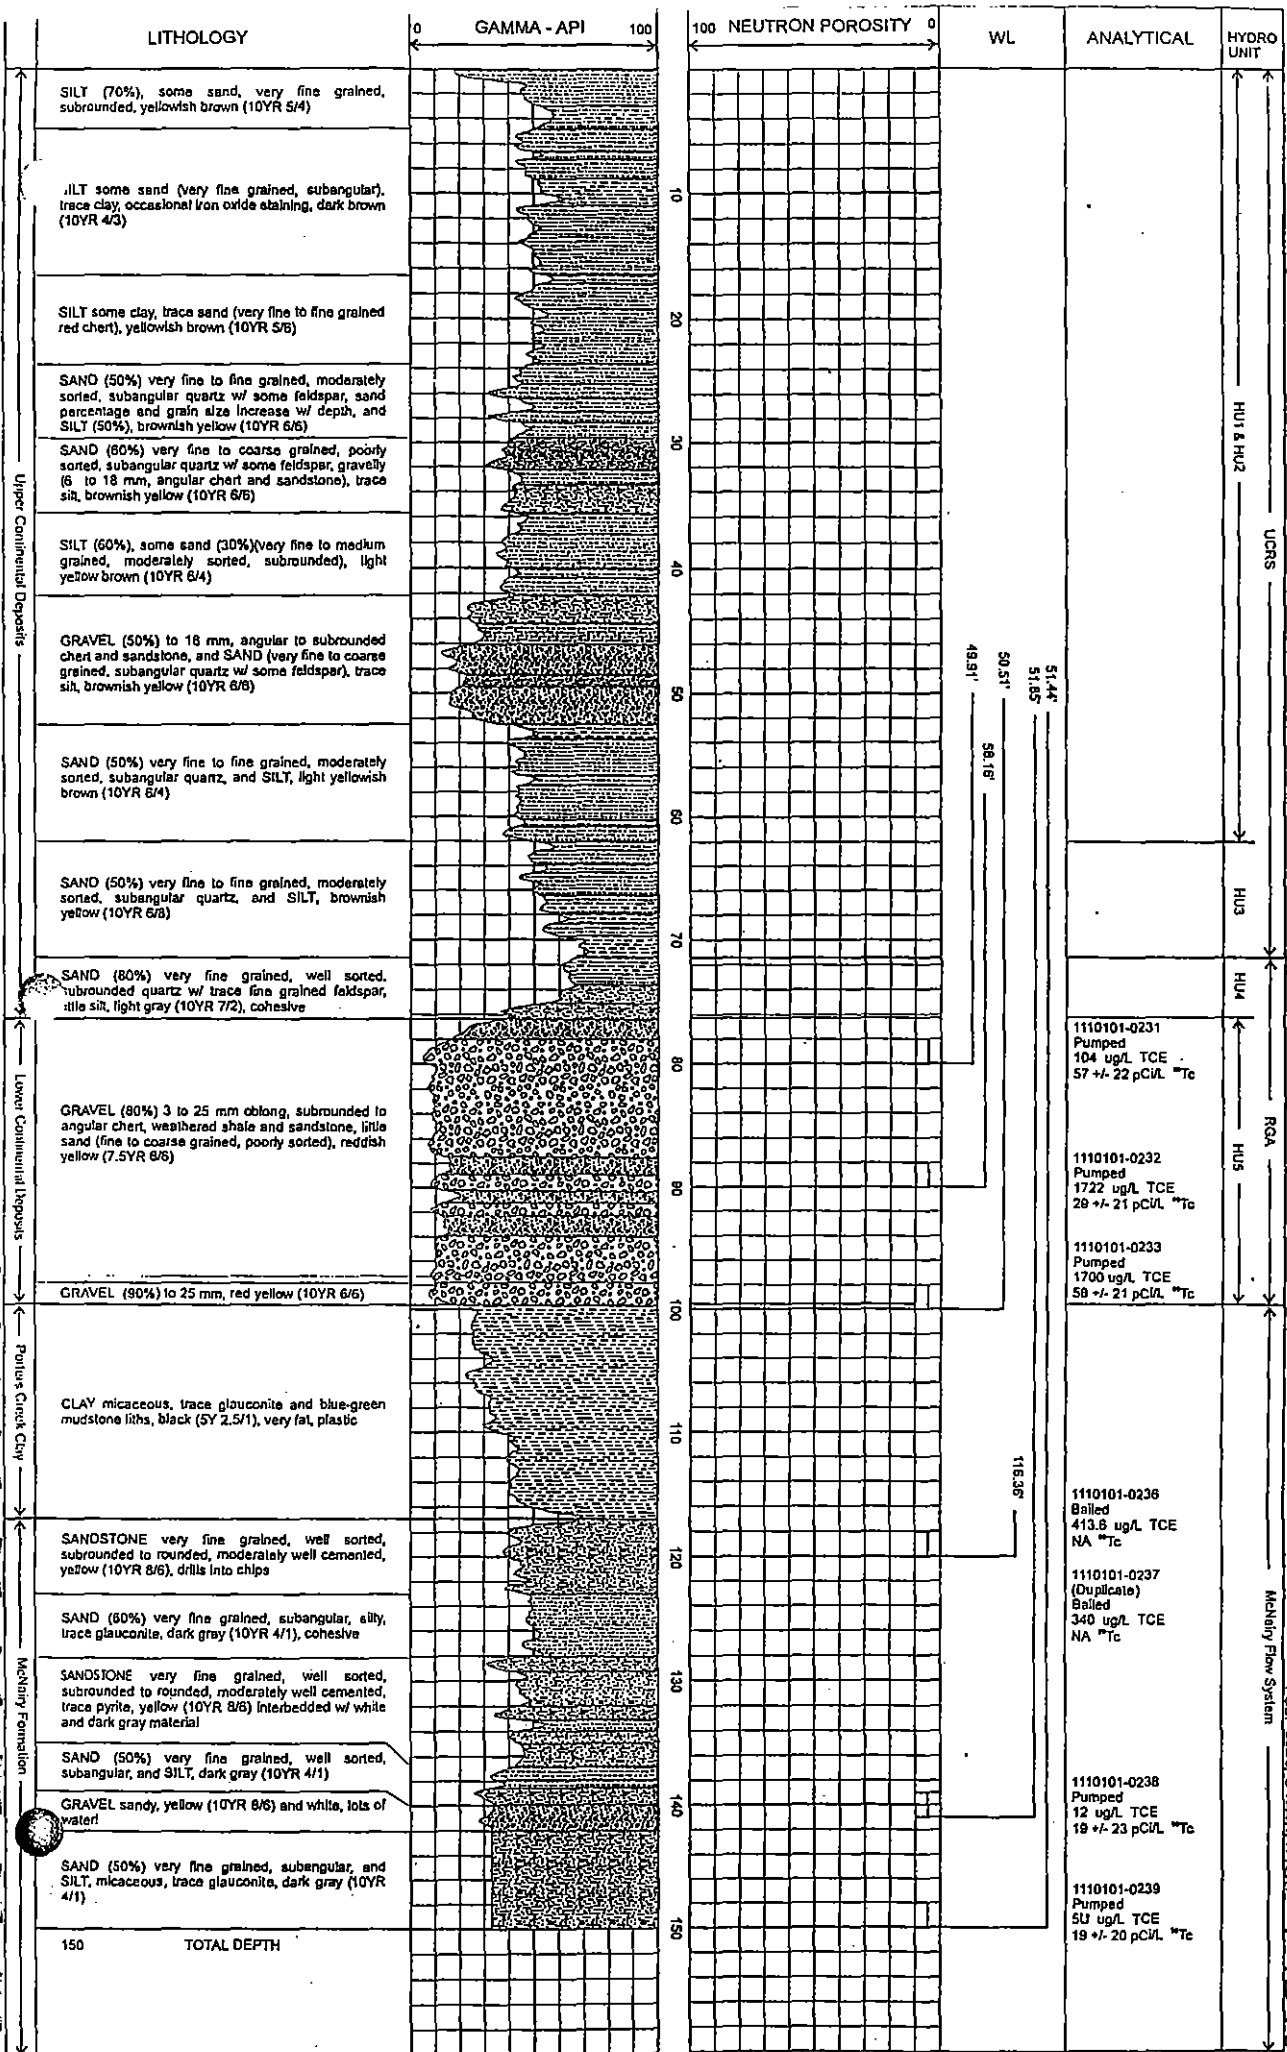 LITHOLOGY
0 GAMMA - API 100
100 NEUTRON POROSITY 0
WL
ANALYTICAL
HYDRO
UNIT
SILT (70%), some sand, very fine grained,
subrounded, yellowish brown (10YR 5/4)
ILT some sand (very fine grained, subangular),
trace clay, occasional iron oxide staining, dark brown
(10YR 4/3)
SILT some clay, trace sand (very fine to fine grained
red chert), yellowish brown (10YR 5/6)
SAND (50%) very fine to fine grained, moderately
sorted, subangular quartz w/ some feldspar, sand
percentage and grain size increase w/ depth, and
SILT (50%), brownish yellow (10YR 6/6)
SAND (60%) very fine to coarse grained, poorly
sorted, subangular quartz w/ some feldspar, gravelly
(6 to 18 mm, angular chert and sandstone), trace
silt, brownish yellow (10YR 6/6)
SILT (60%), some sand (30%)(very fine to medium
grained, moderately sorted, subrounded), light
yellow brown (10YR 6/4)
GRAVEL (50%) to 16 mm, angular to subrounded
chert and sandstone, and SAND (very fine to coarse
grained, subangular quartz w/ some feldspar), trace
silt, brownish yellow (10YR 6/6)
SAND (50%) very fine to fine grained, moderately
sorted, subangular quartz, and SILT, light yellowish
brown (10YR 6/4)
SAND (50%) very fine to fine grained, moderately
sorted, subangular quartz, and SILT, brownish
yellow (10YR 6/8)
SAND (80%) very fine grained, well sorted,
ubrounded quartz w/ trace fine grained feldspar,
ittle silt, light gray (10YR 7/2), cohesive
GRAVEL (80%) 3 to 25 mm oblong, subrounded to
angular chert, weathered shale and sandstone, little
sand (fine to coarse grained, poorly sorted), reddish
yellow (7.5YR 6/6)
GRAVEL (90%) to 25 mm, red yellow (10YR 6/6)
CLAY micaceous, trace glauconite and blue-green
mudstone liths, black (5Y 2.5/1), very fat, plastic
SANDSTONE very fine grained, well sorted,
subrounded to rounded, moderately well cemented,
yellow (10YR 8/6), drills into chips
SAND (60%) very fine grained, subangular, silty,
trace glauconite, dark gray (10YR 4/1), cohesive
SANDSTONE very fine grained, well sorted,
subrounded to rounded, moderately well cemented,
trace pyrite, yellow (10YR 8/6) interbedded w/ white
and dark gray material
SAND (50%) very fine grained, well sorted,
subangular, and SILT, dark gray (10YR 4/1)
GRAVEL sandy, yellow (10YR 8/6) and white, lots of
water!
SAND (50%) very fine grained, subangular, and
SILT, micaceous, trace glauconite, dark gray (10YR
4/1)
150 TOTAL DEPTH
Upper Continental Deposits
Lower Continental Deposits
Porters Creek Clay
McNairy Formation
10
20
30
40
50
60
70
80
90
100
110
120
130
140
150
49.91'
58.16'
50.51'
51.85'
51.44'
116.36'
1110101-0231
Pumped
104 ug/L TCE
57 +/- 22 pCi/L ⁹⁹Tc
1110101-0232
Pumped
1722 ug/L TCE
28 +/- 21 pCi/L ⁹⁹Tc
1110101-0233
Pumped
1700 ug/L TCE
58 +/- 21 pCi/L ⁹⁹Tc
1110101-0236
Bailed
413.6 ug/L TCE
NA ⁹⁹Tc
1110101-0237
(Duplicate)
Bailed
340 ug/L TCE
NA ⁹⁹Tc
1110101-0238
Pumped
12 ug/L TCE
19 +/- 23 pCi/L ⁹⁹Tc
1110101-0239
Pumped
5U ug/L TCE
19 +/- 20 pCi/L ⁹⁹Tc
HU1 & HU2
HU3
HU4
HU5
UCRS
RGA
McNairy Flow System